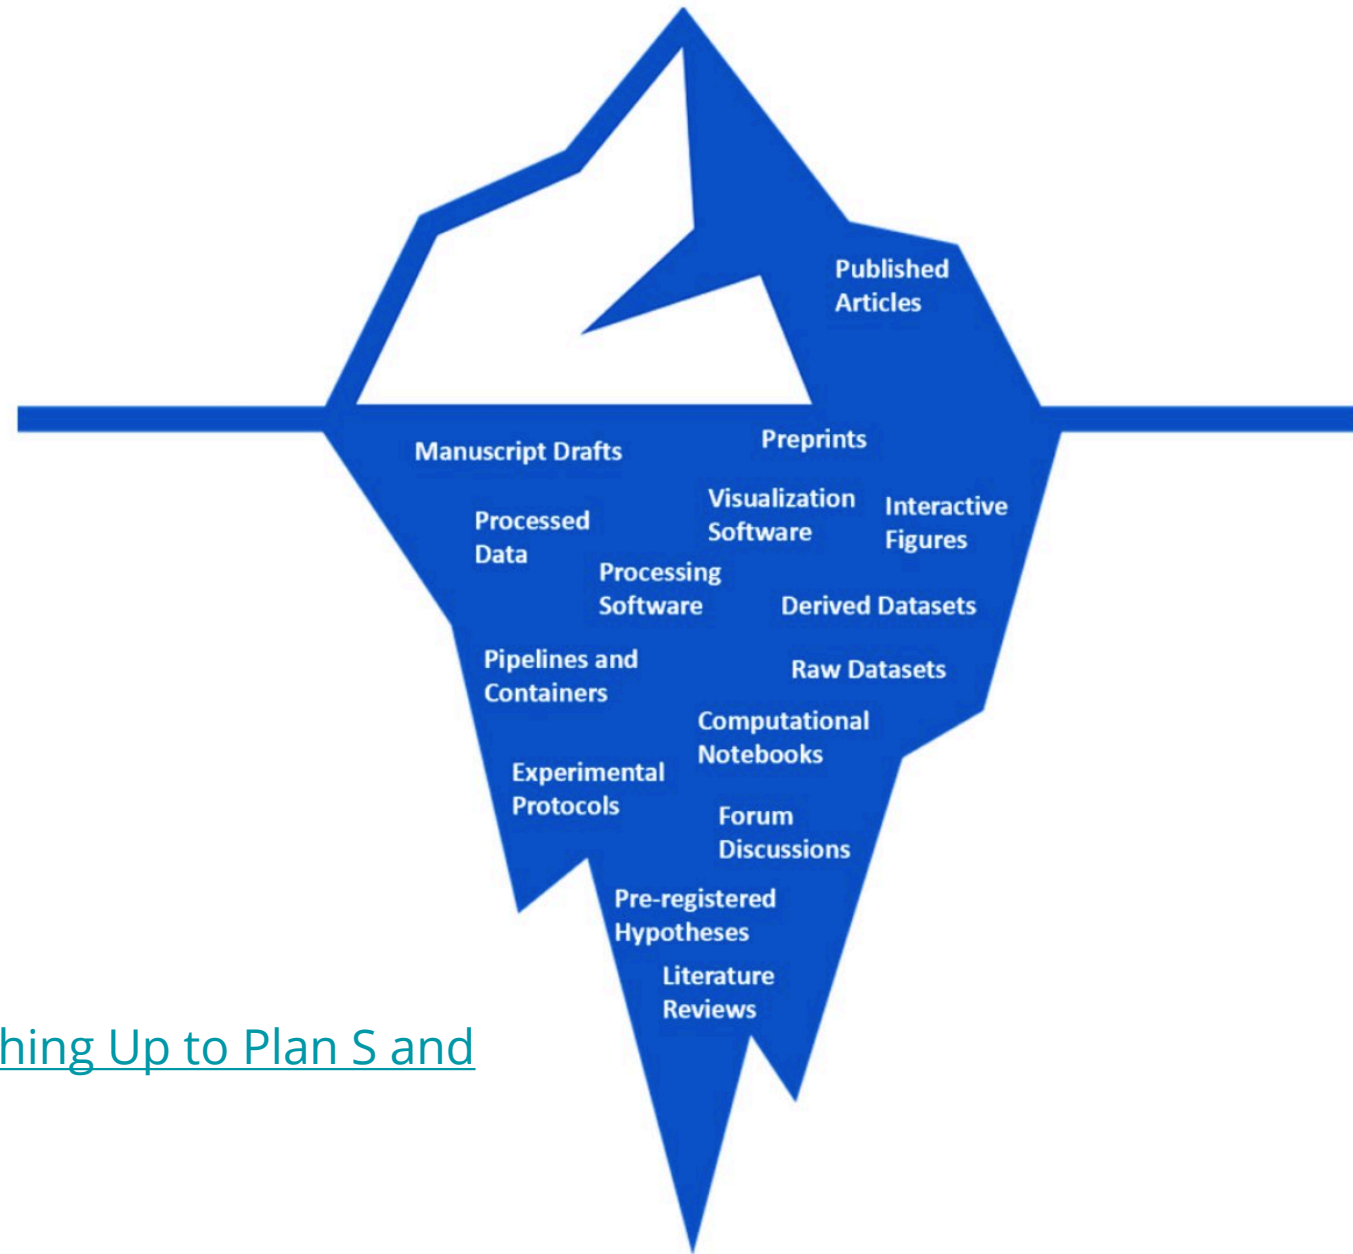 Published
Articles
Manuscript Drafts
Preprints
Visualization
Software
Interactive
Figures
Processed
Data
Processing
Software
Derived Datasets
Pipelines and
Containers
Raw Datasets
Computational
Notebooks
Experimental
Protocols
Forum
Discussions
Pre-registered
Hypotheses
Literature
Reviews
hing Up to Plan S and